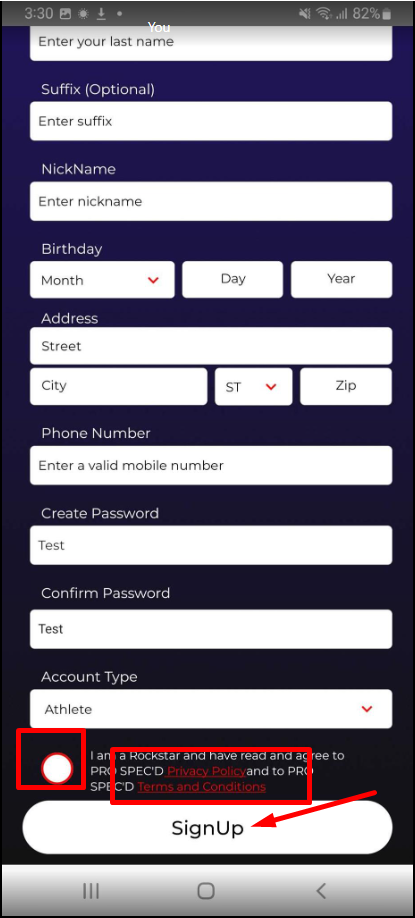 3:30 82%
You
Enter your last name
Suffix (Optional)
Enter suffix
NickName
Enter nickname
Birthday
Month Day Year
Address
Street
City ST Zip
Phone Number
Enter a valid mobile number
Create Password
Test
Confirm Password
Test
Account Type
Athlete
I am a Rockstar and have read and agree to
PRO SPEC'D Privacy Policyand to PRO
SPEC'D Terms and Conditions
SignUp